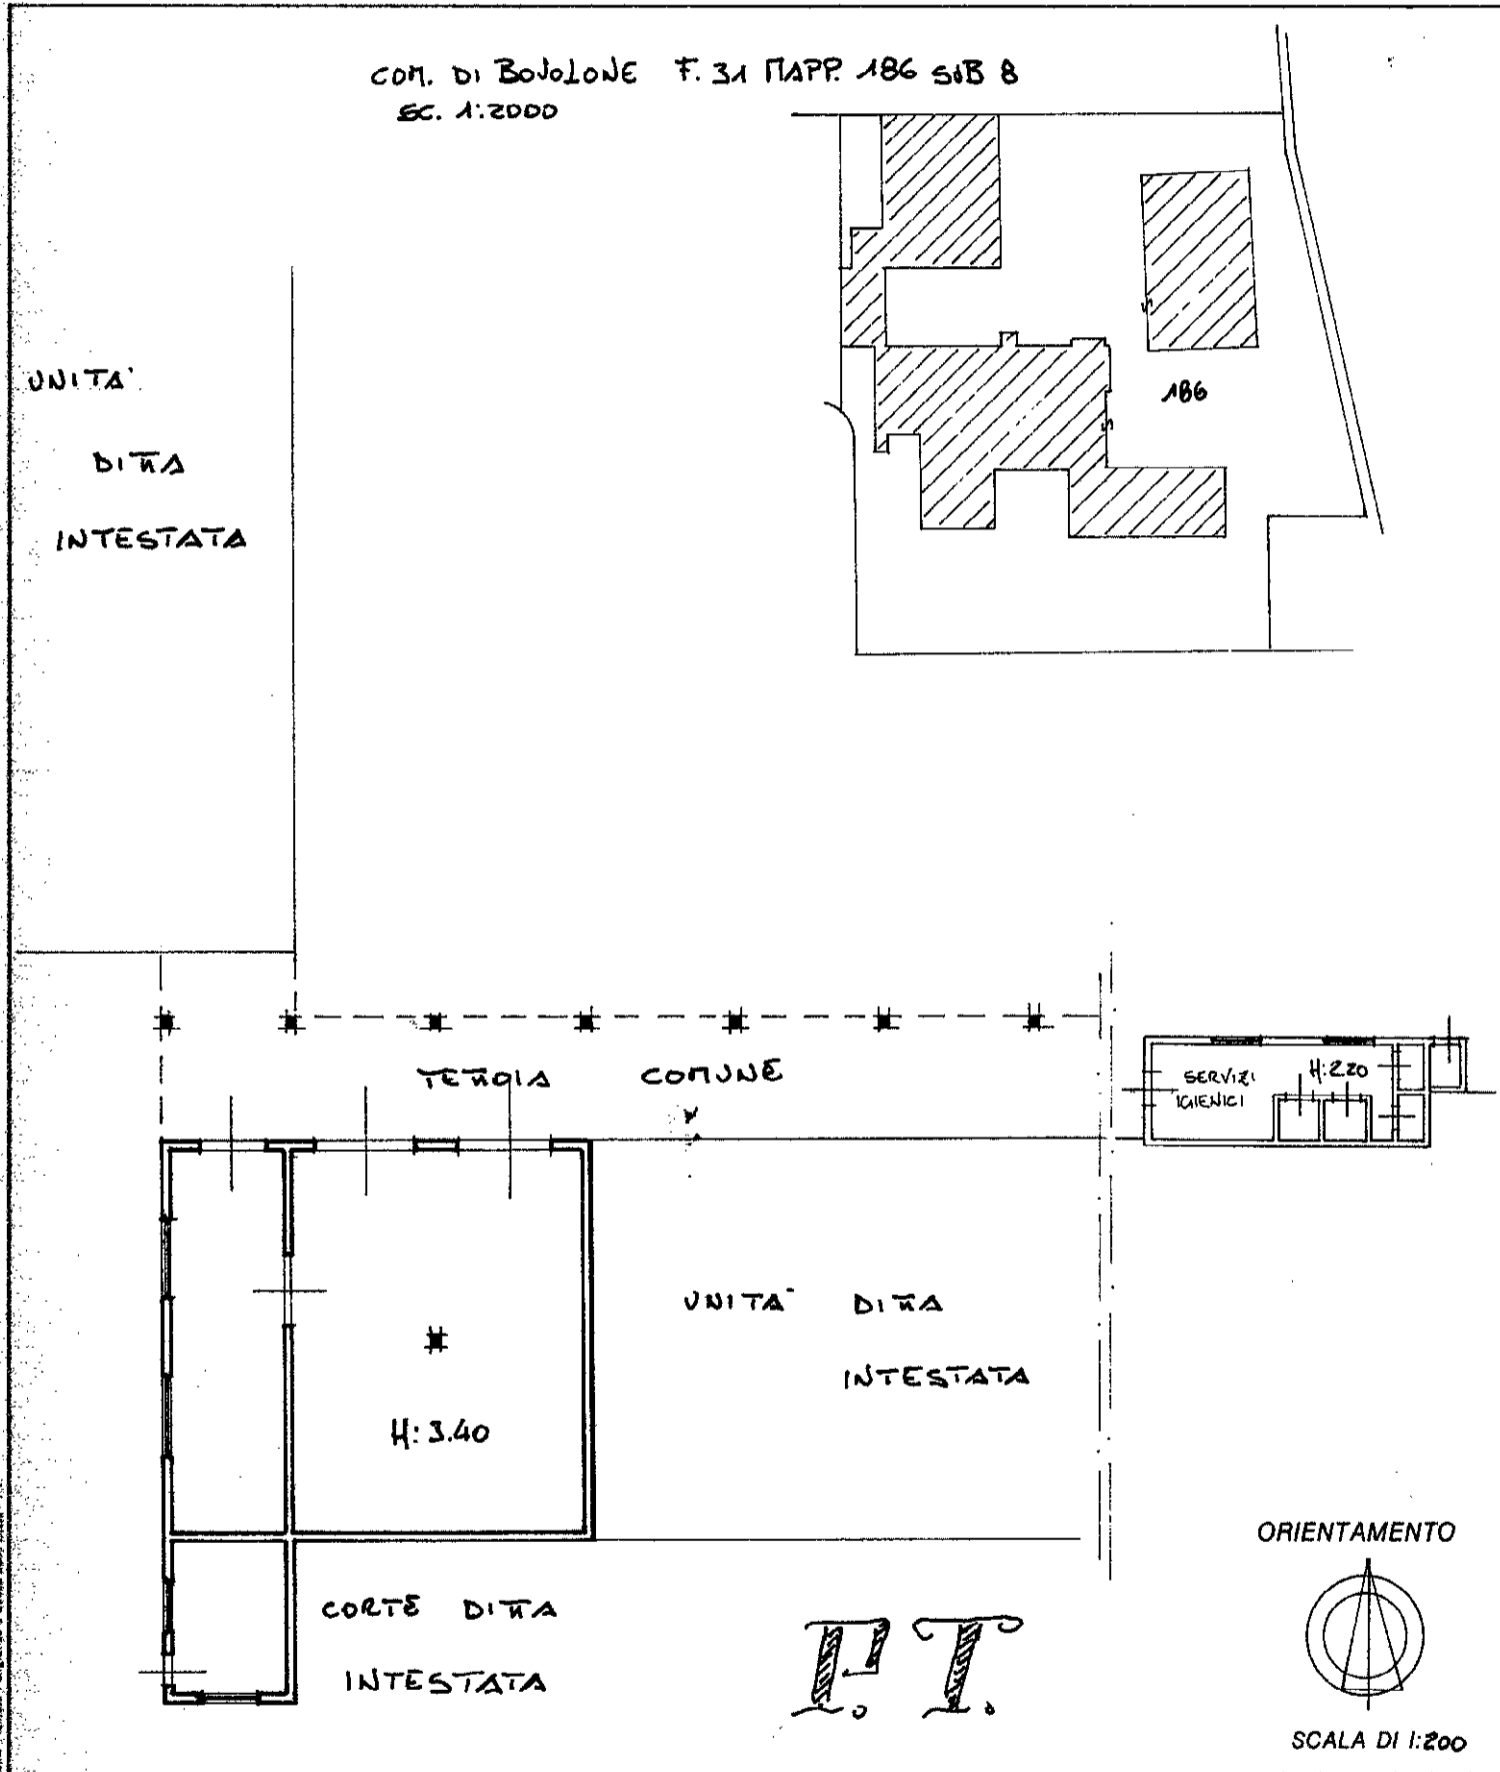 COM. DI BOVOLONE F. 31 MAPP. 186 SUB 8
SC. 1:2000
186
UNITA'
DITTA
INTESTATA
TETTOIA COMUNE
SERVIZI
IGIENICI
H: 2.20
UNITA' DITTA
INTESTATA
H: 3.40
CORTE DITTA
INTESTATA
P.T.
ORIENTAMENTO
SCALA DI 1:200